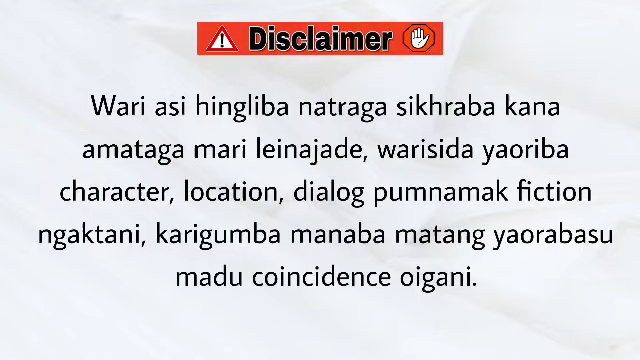 Disclaimer
Wari asi hingliba natraga sikhraba kana
amataga mari leinajade, warisida yaoriba
character, location, dialog pumnamak fiction
ngaktani, karigumba manaba matang yaorabasu
madu coincidence oigani.